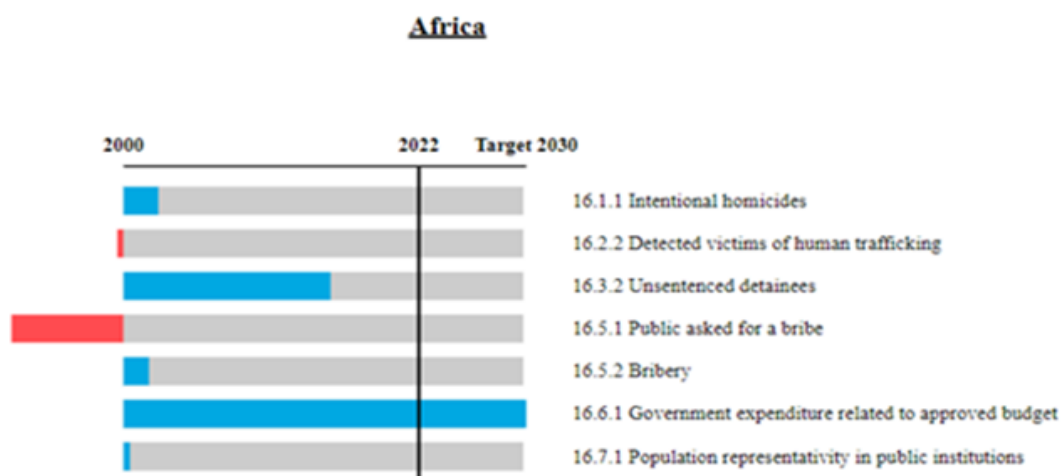 Africa
2000 2022 Target 2030
16.1.1 Intentional homicides
16.2.2 Detected victims of human trafficking
16.3.2 Unsentenced detainees
16.5.1 Public asked for a bribe
16.5.2 Bribery
16.6.1 Government expenditure related to approved budget
16.7.1 Population representativity in public institutions